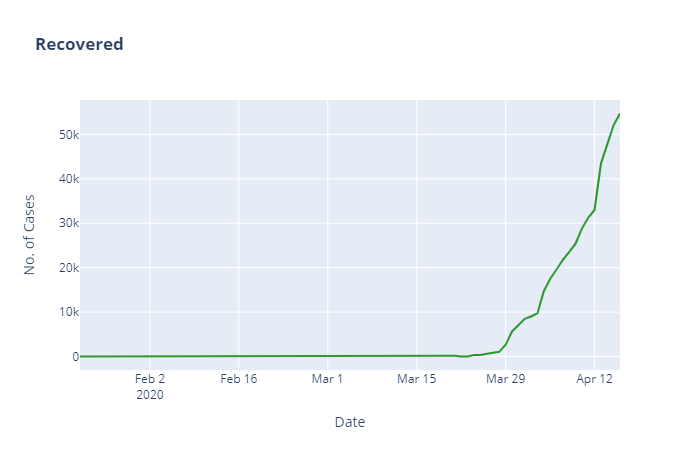 Recovered
No. of Cases
50k
40k
30k
20k
10k
0
Feb 2
2020
Feb 16
Mar 1
Mar 15
Mar 29
Apr 12
Date